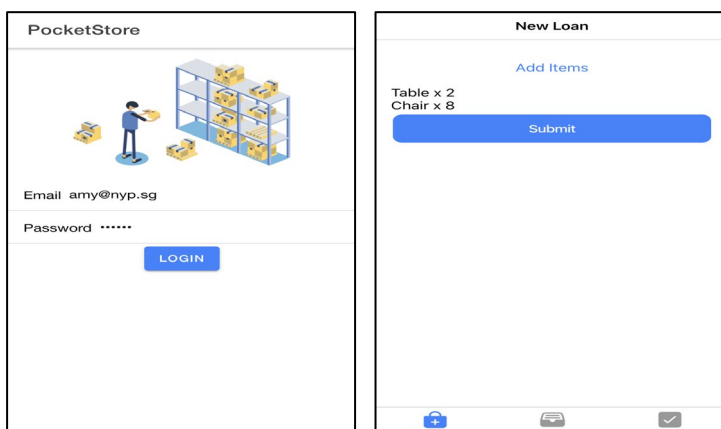 PocketStore
Email amy@nyp.sg
Password ••••••
LOGIN
New Loan
Add Items
Table x 2
Chair x 8
Submit